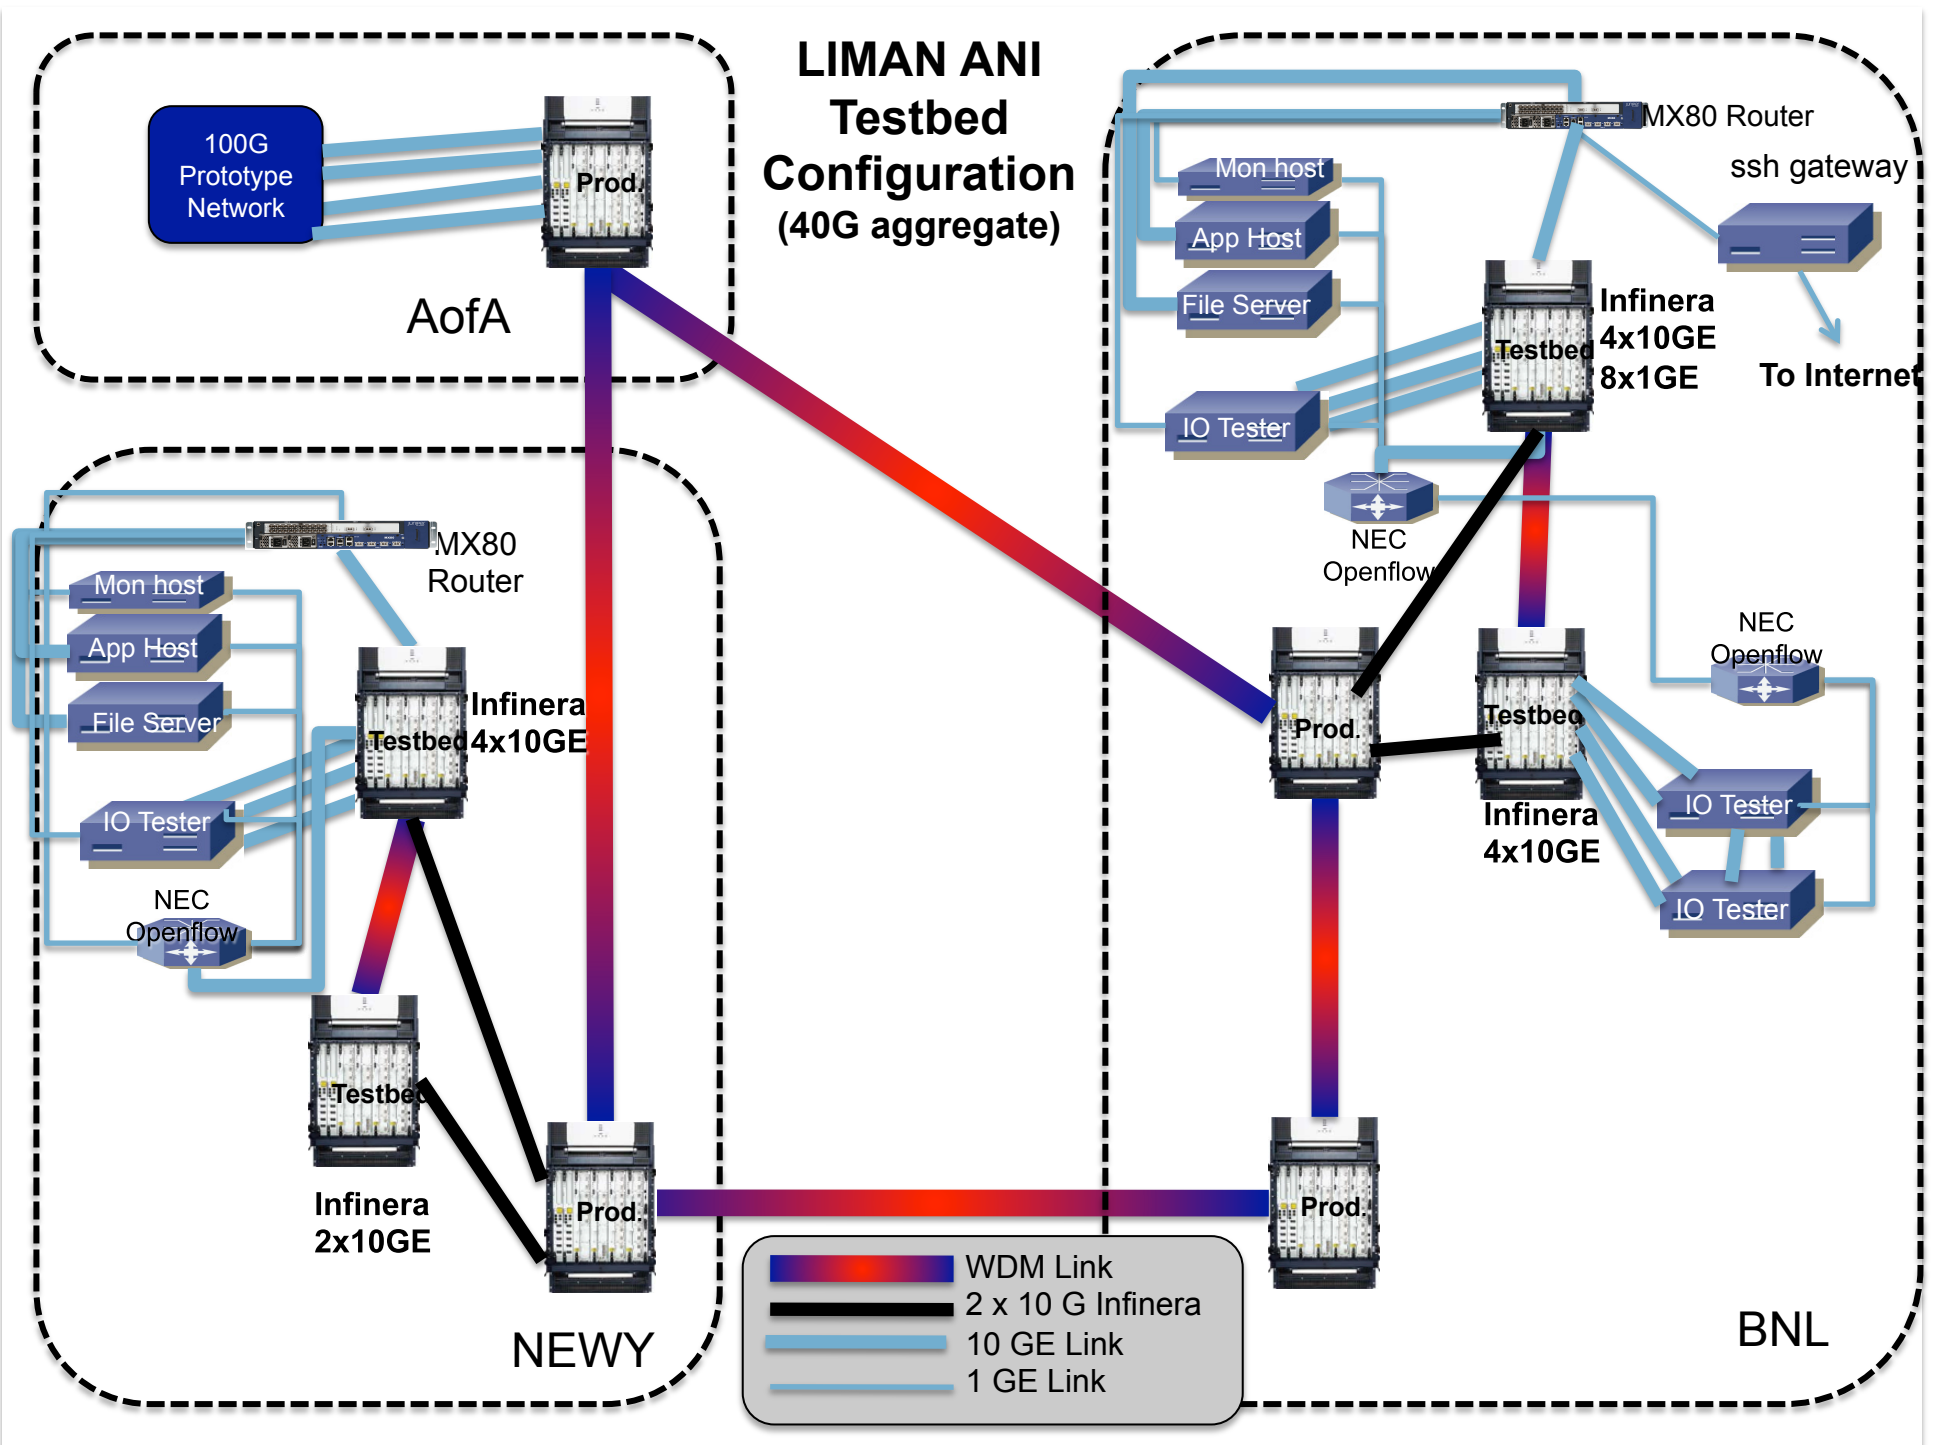 LIMAN ANI
Testbed
Configuration
(40G aggregate)
100G
Prototype
Network
Prod.
AofA
MX80 Router
ssh gateway
Mon host
App Host
File Server
IO Tester
Testbed
Infinera
4x10GE
8x1GE
To Internet
NEC
Openflow
NEC
Openflow
Prod.
Testbed
Infinera
4x10GE
IO Tester
IO Tester
Prod.
BNL
MX80
Router
Mon host
App Host
File Server
IO Tester
Testbed
Infinera
4x10GE
NEC
Openflow
Testbed
Infinera
2x10GE
Prod.
NEWY
WDM Link
2 x 10 G Infinera
10 GE Link
1 GE Link